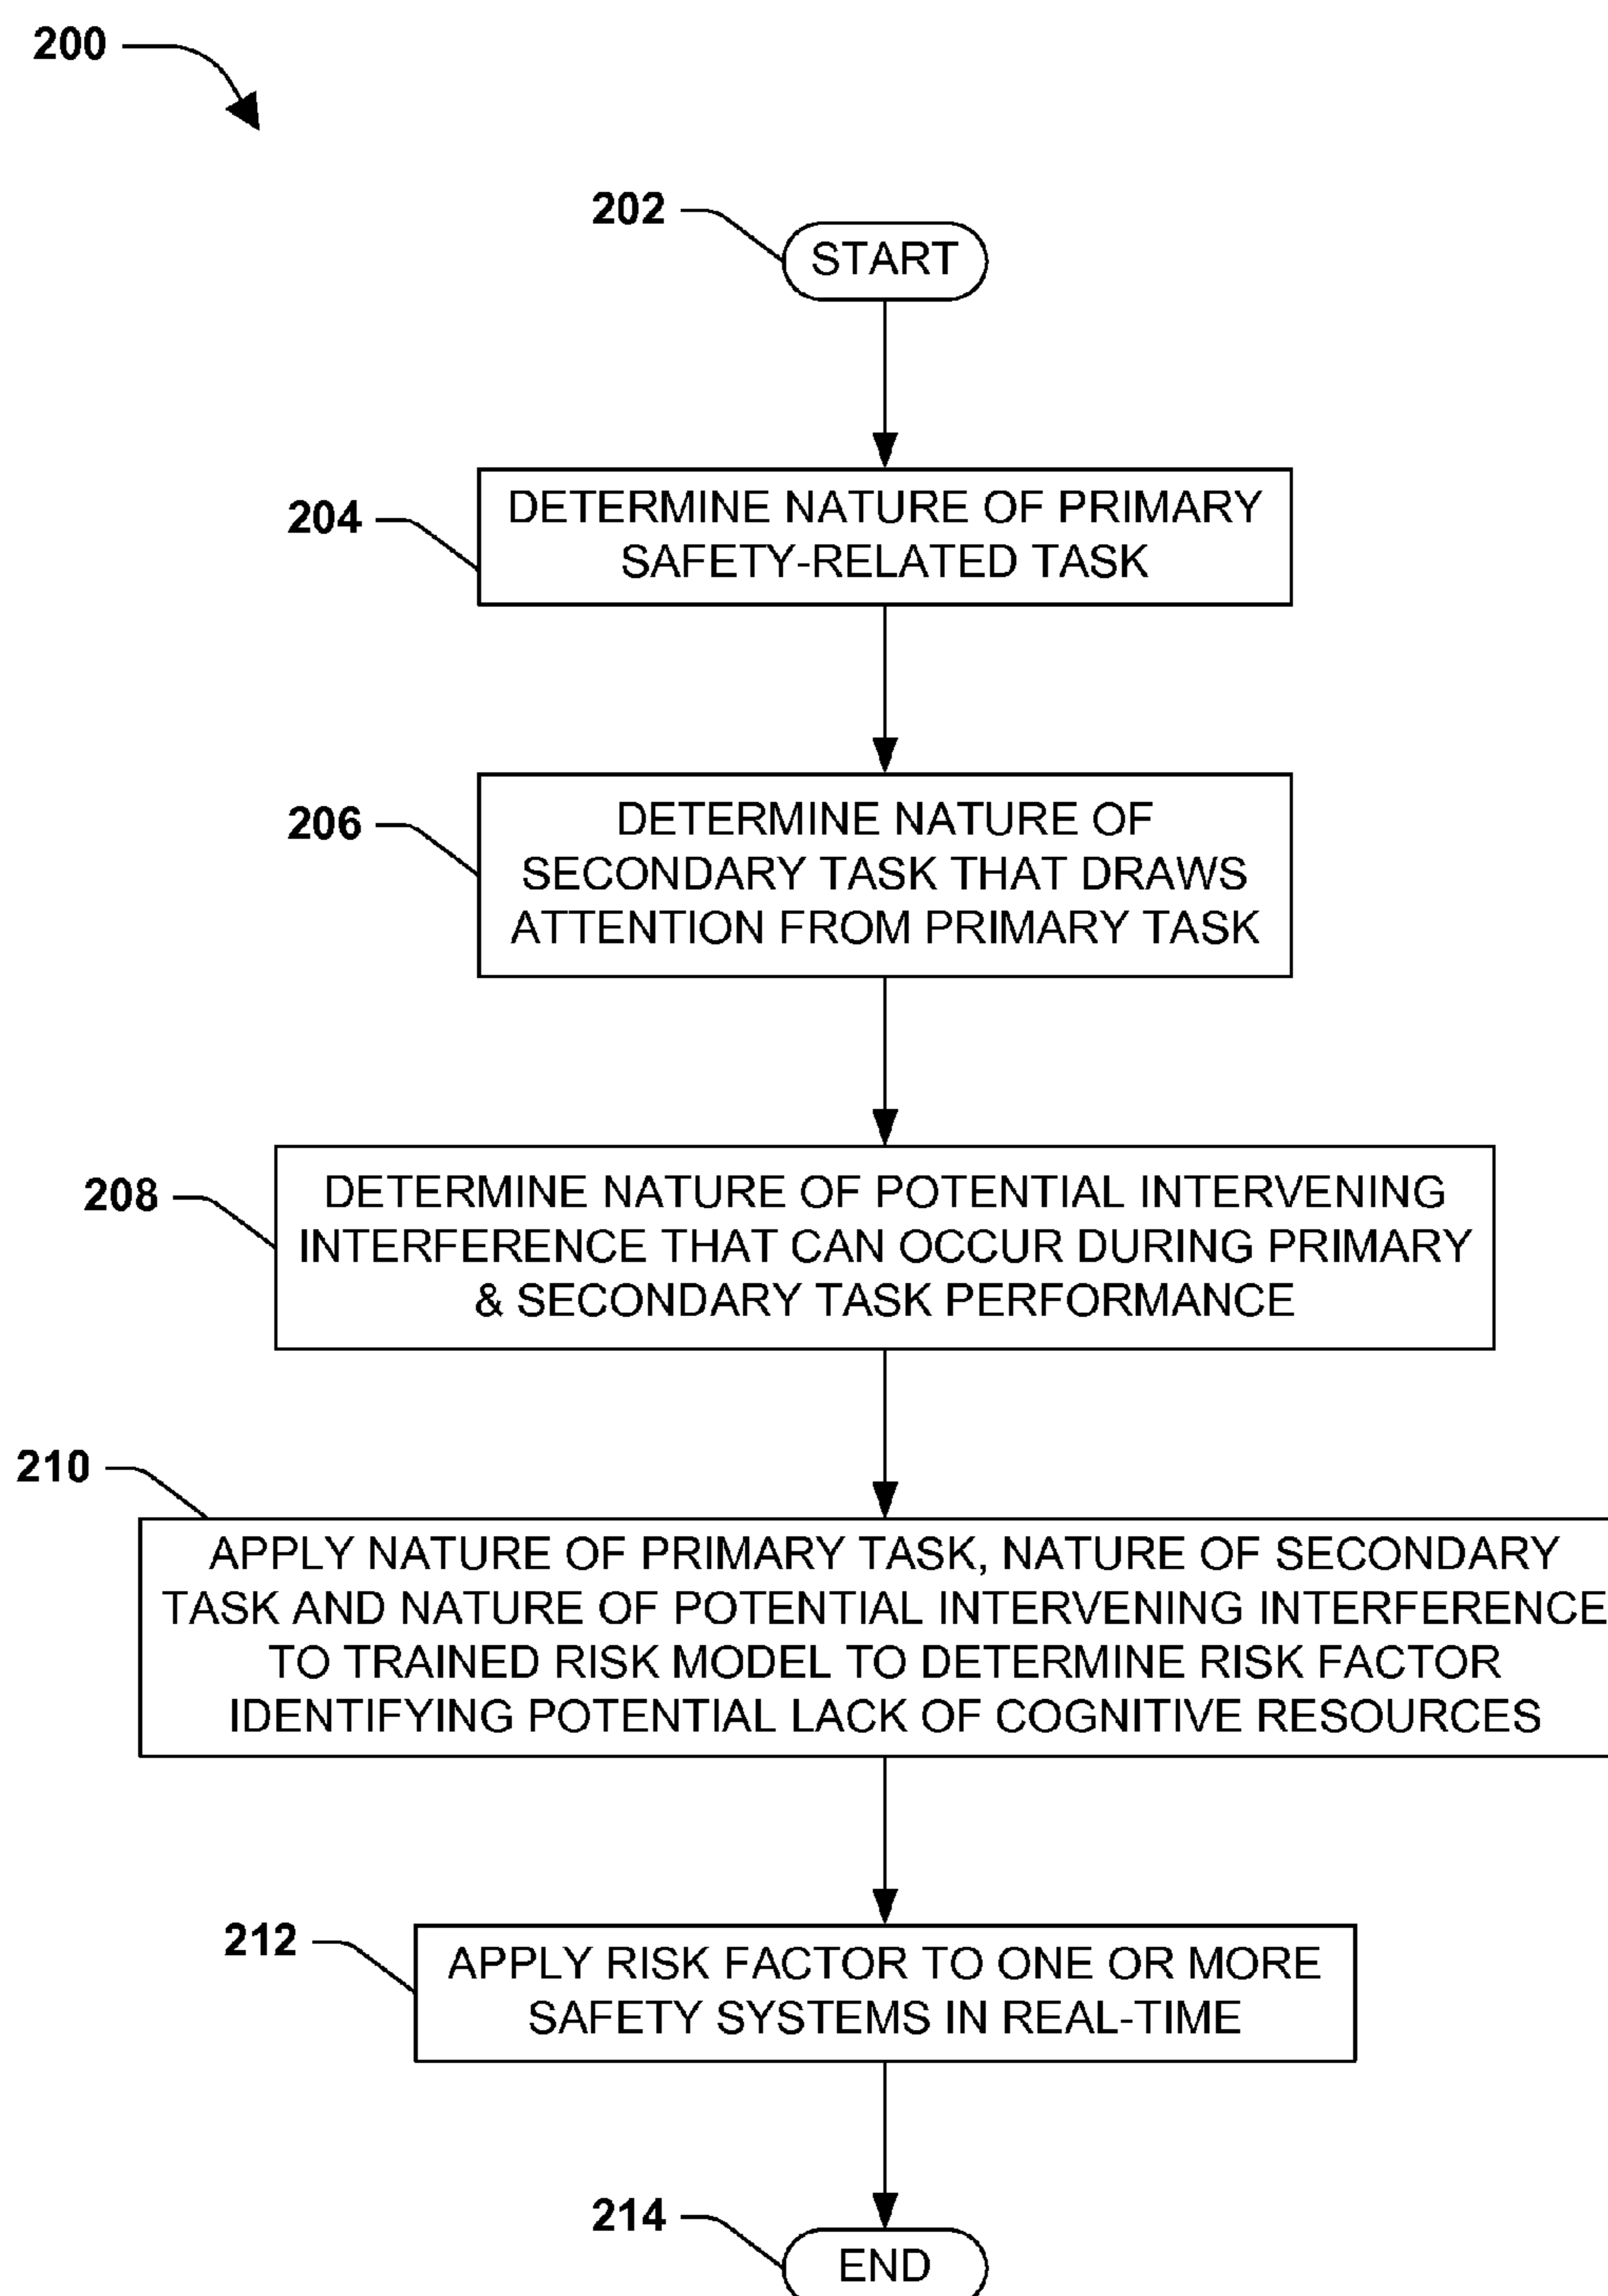 200
202
START
204
DETERMINE NATURE OF PRIMARY
SAFETY-RELATED TASK
206
DETERMINE NATURE OF
SECONDARY TASK THAT DRAWS
ATTENTION FROM PRIMARY TASK
208
DETERMINE NATURE OF POTENTIAL INTERVENING
INTERFERENCE THAT CAN OCCUR DURING PRIMARY
& SECONDARY TASK PERFORMANCE
210
APPLY NATURE OF PRIMARY TASK, NATURE OF SECONDARY
TASK AND NATURE OF POTENTIAL INTERVENING INTERFERENCE
TO TRAINED RISK MODEL TO DETERMINE RISK FACTOR
IDENTIFYING POTENTIAL LACK OF COGNITIVE RESOURCES
212
APPLY RISK FACTOR TO ONE OR MORE
SAFETY SYSTEMS IN REAL-TIME
214
END